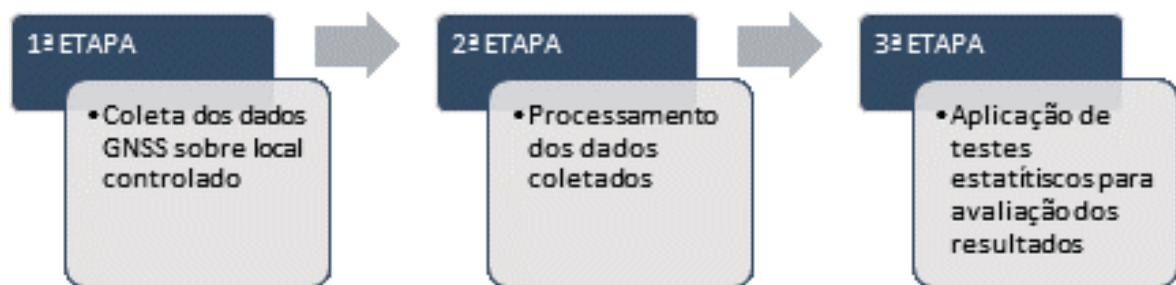 1ª ETAPA
•Coleta dos dados
GNSS sobre local
controlado
2ª ETAPA
•Processamento
dos dados
coletados
3ª ETAPA
•Aplicação de
testes
estatítiscos para
avaliação dos
resultados